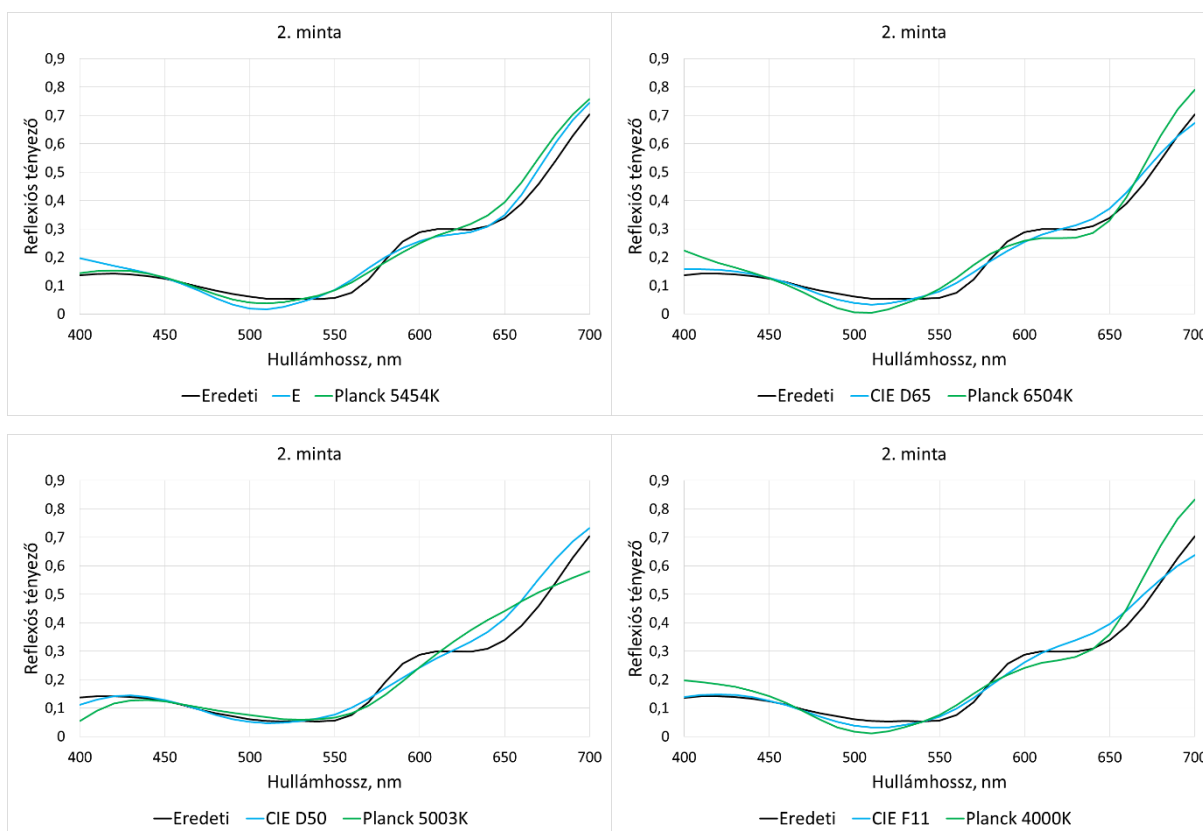 2. minta
Reflexiós tényező
0,9
0,8
0,7
0,6
0,5
0,4
0,3
0,2
0,1
0
400 450 500 550 600 650 700
Hullámhossz, nm
Eredeti E Planck 5454K
2. minta
Reflexiós tényező
0,9
0,8
0,7
0,6
0,5
0,4
0,3
0,2
0,1
0
400 450 500 550 600 650 700
Hullámhossz, nm
Eredeti CIE D65 Planck 6504K
2. minta
Reflexiós tényező
0,9
0,8
0,7
0,6
0,5
0,4
0,3
0,2
0,1
0
400 450 500 550 600 650 700
Hullámhossz, nm
Eredeti CIE D50 Planck 5003K
2. minta
Reflexiós tényező
0,9
0,8
0,7
0,6
0,5
0,4
0,3
0,2
0,1
0
400 450 500 550 600 650 700
Hullámhossz, nm
Eredeti CIE F11 Planck 4000K